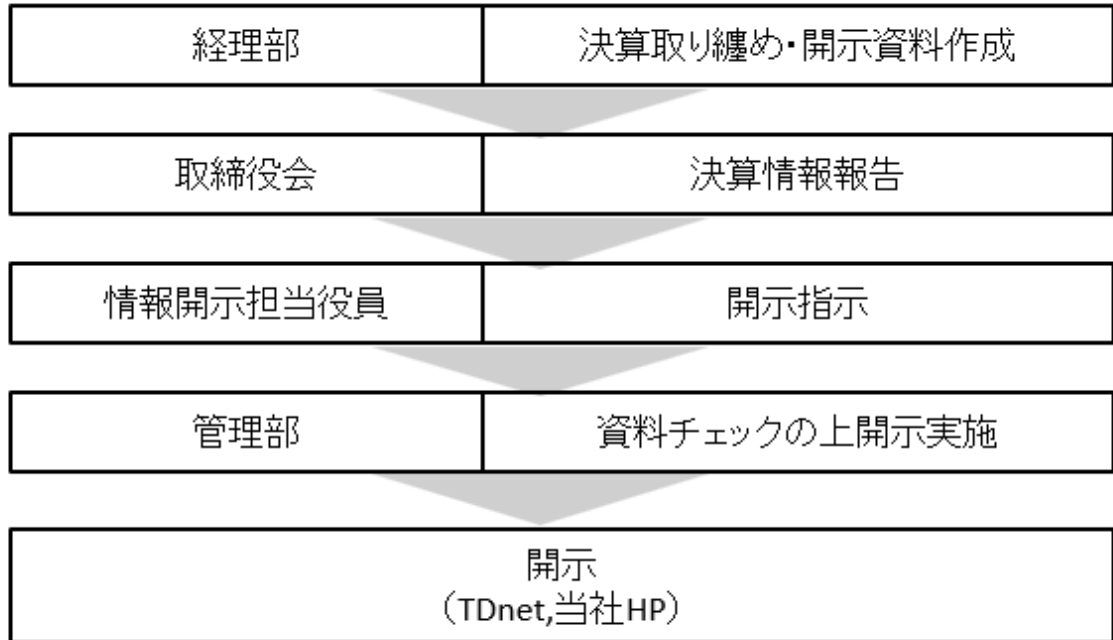 経理部 決算取り纏め・開示資料作成
取締役会 決算情報報告
情報開示担当役員 開示指示
管理部 資料チェックの上開示実施
開示
（TDnet,当社HP）